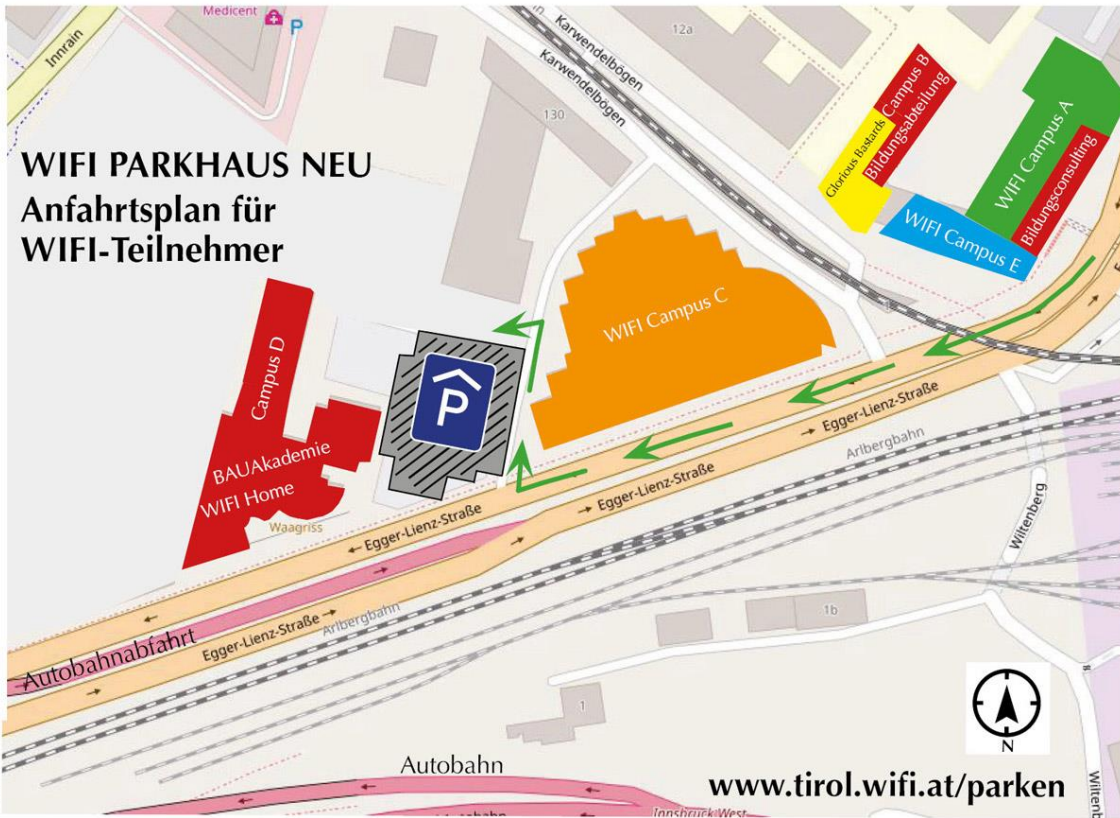 Medicent
P
Innrain
12a
Karwendelbögen
Karwendelbögen
130
WIFI PARKHAUS NEU
Anfahrtsplan für
WIFI-Teilnehmer
Glorious Bastards
Campus B
Bildungsabteilung
WIFI Campus A
Bildungsconsulting
WIFI Campus E
WIFI Campus C
Campus D
BAUAkademie
WIFI Home
P
Waagriss
Egger-Lienz-Straße
Egger-Lienz-Straße
Egger-Lienz-Straße
Egger-Lienz-Straße
Arlbergbahn
Arlbergbahn
Autobahnabfahrt
Wiltenberg
1b
1
Autobahn
N
www.tirol.wifi.at/parken
Innsbruck West